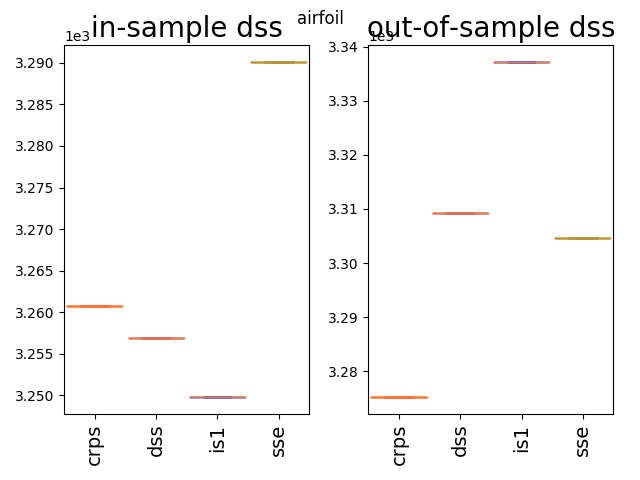 airfoil
in-sample dss
1e3
3.290
3.285
3.280
3.275
3.270
3.265
3.260
3.255
3.250
crps
dss
is1
sse
out-of-sample dss
1e3
3.34
3.33
3.32
3.31
3.30
3.29
3.28
crps
dss
is1
sse